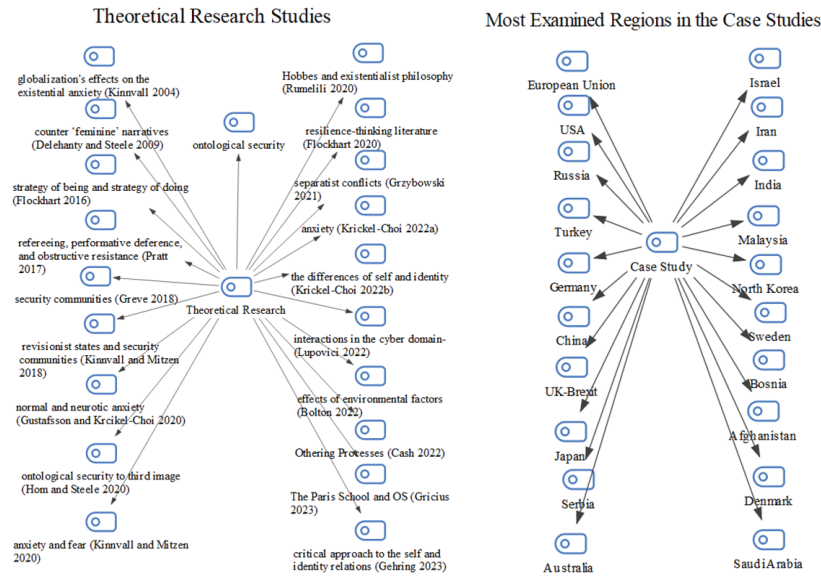 Theoretical Research Studies
globalization's effects on the
existential anxiety (Kinnvall 2004)
counter 'feminine' narratives
(Delehanty and Steele 2009)
strategy of being and strategy of doing
(Flockhart 2016)
refereeing, performative deference,
and obstructive resistance (Pratt
2017)
security communities (Greve 2018)
revisionist states and security
communities (Kinnvall and Mitzen
2018)
normal and neurotic anxiety
(Gustafsson and Krcikel-Choi 2020)
ontological security to third image
(Hom and Steele 2020)
anxiety and fear (Kinnvall and Mitzen
2020)
ontological security
Theoretical Research
Hobbes and existentialist philosophy
(Rumelili 2020)
resilience-thinking literature
(Flockhart 2020)
separatist conflicts (Grzybowski
2021)
anxiety (Krickel-Choi 2022a)
the differences of self and identity
(Krickel-Choi 2022b)
interactions in the cyber domain-
(Lupovici 2022)
effects of environmental factors
(Bolton 2022)
Othering Processes (Cash 2022)
The Paris School and OS (Gricius
2023)
critical approach to the self and
identity relations (Gehring 2023)
Most Examined Regions in the Case Studies
European Union
USA
Russia
Turkey
Germany
China
UK-Brexit
Japan
Serbia
Australia
Case Study
Israel
Iran
India
Malaysia
North Korea
Sweden
Bosnia
Afghanistan
Denmark
Saudi Arabia